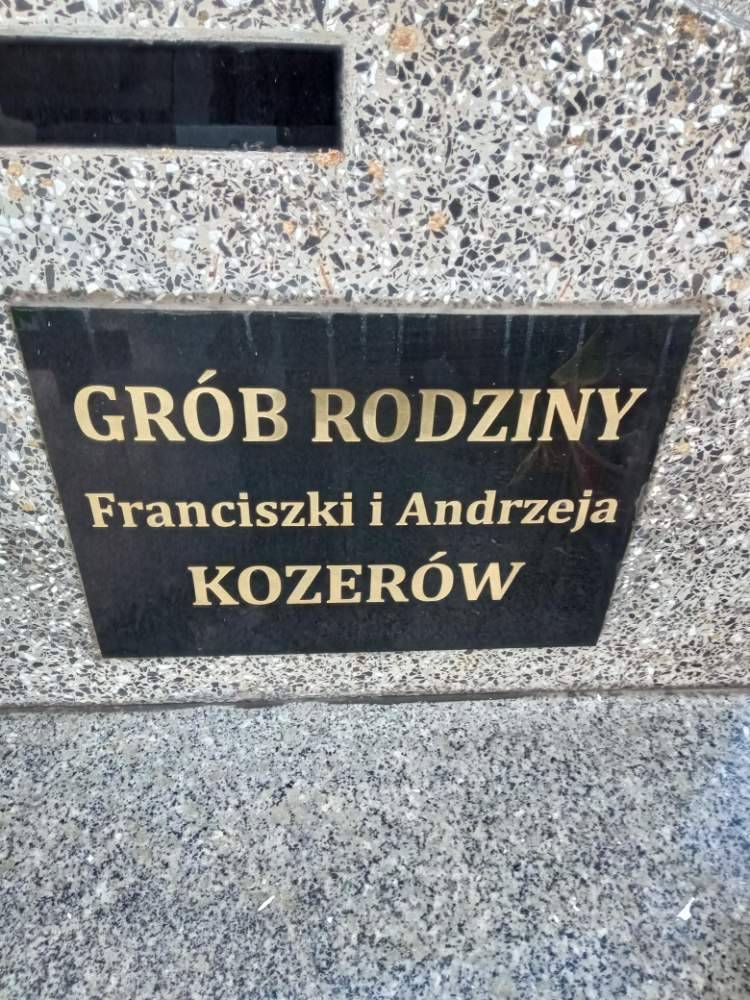 GRÓB RODZINY
Franciszki i Andrzeja
KOZERÓW